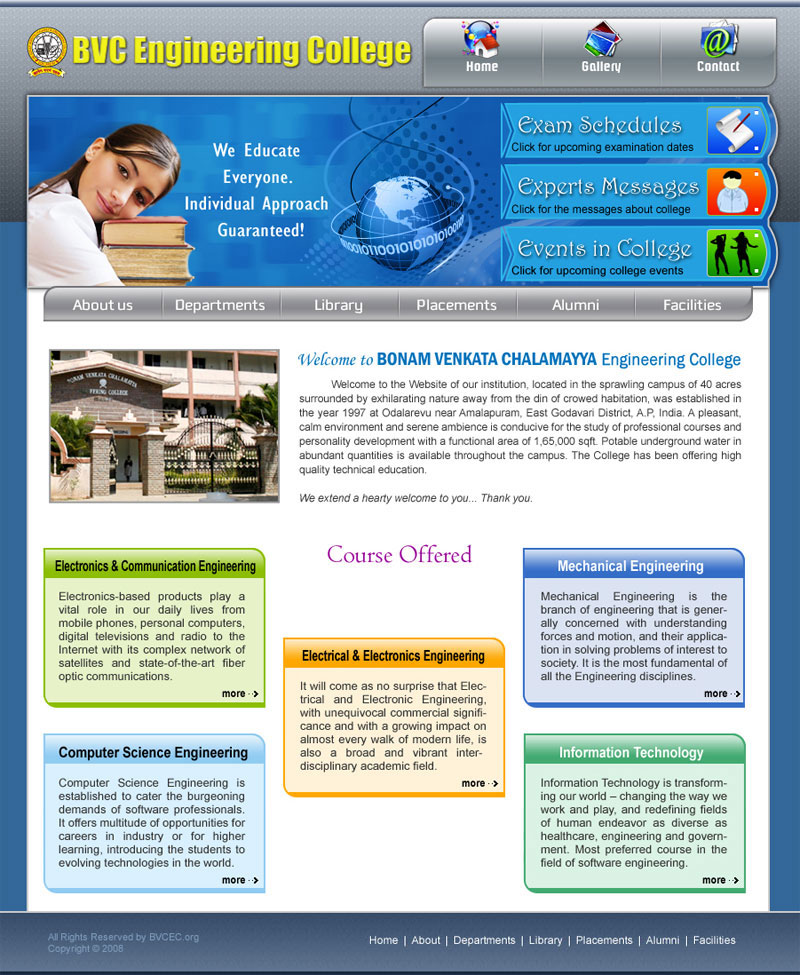 BVC Engineering College
Home
Gallery
Contact
We Educate
Everyone.
Individual Approach
Guaranteed!
010110010101010100
Exam Schedules
Click for upcoming examination dates
Experts Messages
Click for the messages about college
Events in College
Click for upcoming college events
About us
Departments
Library
Placements
Alumni
Facilities
BONAM VENKATA CHALAMAYYA
Welcome to BONAM VENKATA CHALAMAYYA Engineering College
Welcome to the Website of our institution, located in the sprawling campus of 40 acres
surrounded by exhilarating nature away from the din of crowed habitation, was established in
the year 1997 at Odalarevu near Amalapuram, East Godavari District, A.P, India. A pleasant,
calm environment and serene ambience is conducive for the study of professional courses and
personality development with a functional area of 1,65,000 sqft. Potable underground water in
abundant quantities is available throughout the campus. The College has been offering high
quality technical education.
We extend a hearty welcome to you... Thank you.
Course Offered
Electronics & Communication Engineering
Electronics-based products play a
vital role in our daily lives from
mobile phones, personal computers,
digital televisions and radio to the
Internet with its complex network of
satellites and state-of-the-art fiber
optic communications.
more
Computer Science Engineering
Computer Science Engineering is
established to cater the burgeoning
demands of software professionals.
It offers multitude of opportunities for
careers in industry or for higher
learning, introducing the students to
evolving technologies in the world.
more
Electrical & Electronics Engineering
It will come as no surprise that Elec-
trical and Electronic Engineering,
with unequivocal commercial signifi-
cance and with a growing impact on
almost every walk of modern life, is
also a broad and vibrant inter-
disciplinary academic field.
more
Mechanical Engineering
Mechanical Engineering is the
branch of engineering that is gener-
ally concerned with understanding
forces and motion, and their applica-
tion in solving problems of interest to
society. It is the most fundamental of
all the Engineering disciplines.
more
Information Technology
Information Technology is transform-
ing our world – changing the way we
work and play, and redefining fields
of human endeavor as diverse as
healthcare, engineering and govern-
ment. Most preferred course in the
field of software engineering.
more
All Rights Reserved by BVCEC.org
Copyright © 2008
Home | About | Departments | Library | Placements | Alumni | Facilities